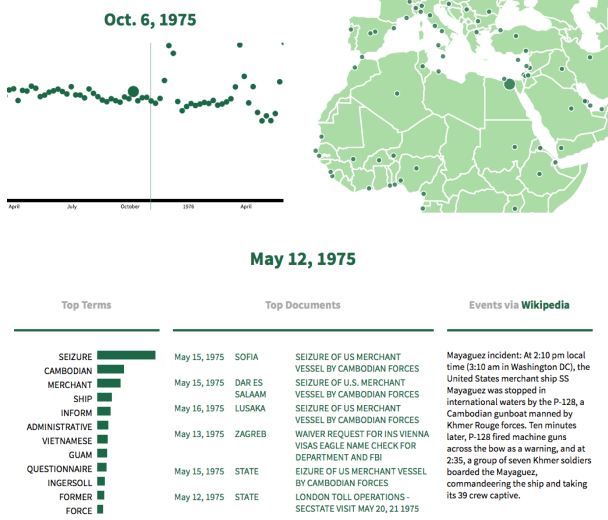 Oct. 6, 1975
April July October 1976 April
May 12, 1975
Top Terms
SEIZURE
CAMBODIAN
MERCHANT
SHIP
INFORM
ADMINISTRATIVE
VIETNAMESE
GUAM
QUESTIONNAIRE
INGERSOLL
FORMER
FORCE
Top Documents
May 15, 1975 SOFIA SEIZURE OF US MERCHANT
VESSEL BY CAMBODIAN FORCES
May 15, 1975 DAR ES SEIZURE OF U.S. MERCHANT
SALAAM VESSEL BY CAMBODIAN FORCES
May 16, 1975 LUSAKA SEIZURE OF US MERCHANT
VESSEL BY CAMBODIAN FORCES
May 13, 1975 ZAGREB WAIVER REQUEST FOR INS VIENNA
VISAS EAGLE NAME CHECK FOR
DEPARTMENT AND FBI
May 15, 1975 STATE EIZURE OF US MERCHANT VESSEL
BY CAMBODIAN FORCES
May 12, 1975 STATE LONDON TOLL OPERATIONS -
SECSTATE VISIT MAY 20, 21 1975
Events via Wikipedia
Mayaguez incident: At 2:10 pm local
time (3:10 am in Washington DC), the
United States merchant ship SS
Mayaguez was stopped in
international waters by the P-128, a
Cambodian gunboat manned by
Khmer Rouge forces. Ten minutes
later, P-128 fired machine guns
across the bow as a warning, and at
2:35, a group of seven Khmer soldiers
boarded the Mayaguez,
commandeering the ship and taking
its 39 crew captive.